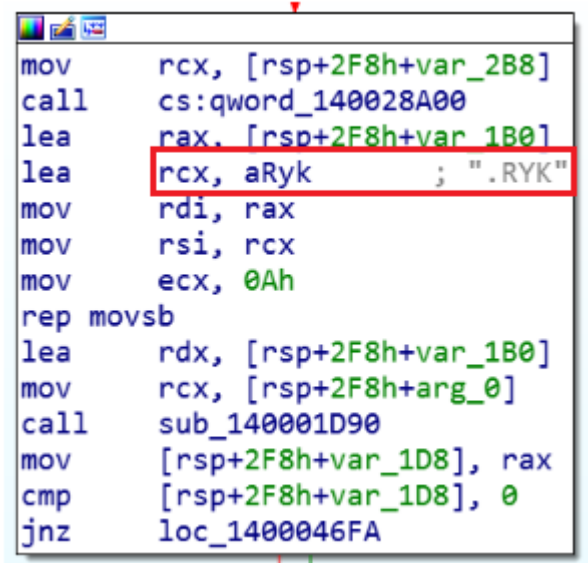 mov rcx, [rsp+2F8h+var_2B8]
call cs:qword_140028A00
lea rax, [rsp+2F8h+var_1B0]
lea rcx, aRyk ; ".RYK"
mov rdi, rax
mov rsi, rcx
mov ecx, 0Ah
rep movsb
lea rdx, [rsp+2F8h+var_1B0]
mov rcx, [rsp+2F8h+arg_0]
call sub_140001D90
mov [rsp+2F8h+var_1D8], rax
cmp [rsp+2F8h+var_1D8], 0
jnz loc_1400046FA